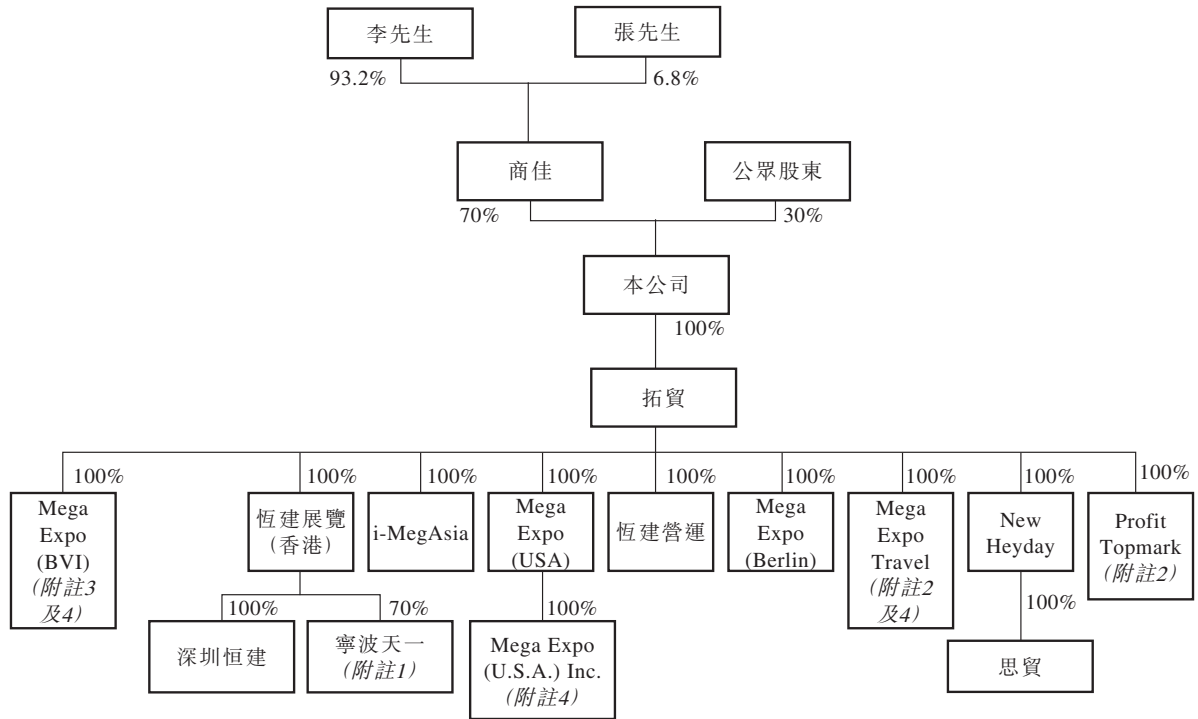 李先生
張先生
93.2%
6.8%
商佳
公眾股東
70%
30%
本公司
100%
拓貿
100%
100%
100%
100%
100%
100%
100%
100%
100%
Mega
Expo
(BVI)
(附註3
及4)
恆建展覽
(香港)
i-MegAsia
Mega
Expo
(USA)
恆建營運
Mega
Expo
(Berlin)
Mega
Expo
Travel
(附註2
及4)
New
Heyday
Profit
Topmark
(附註2)
100%
70%
100%
100%
深圳恒建
寧波天一
(附註1)
Mega Expo
(U.S.A.) Inc.
(附註4)
思貿